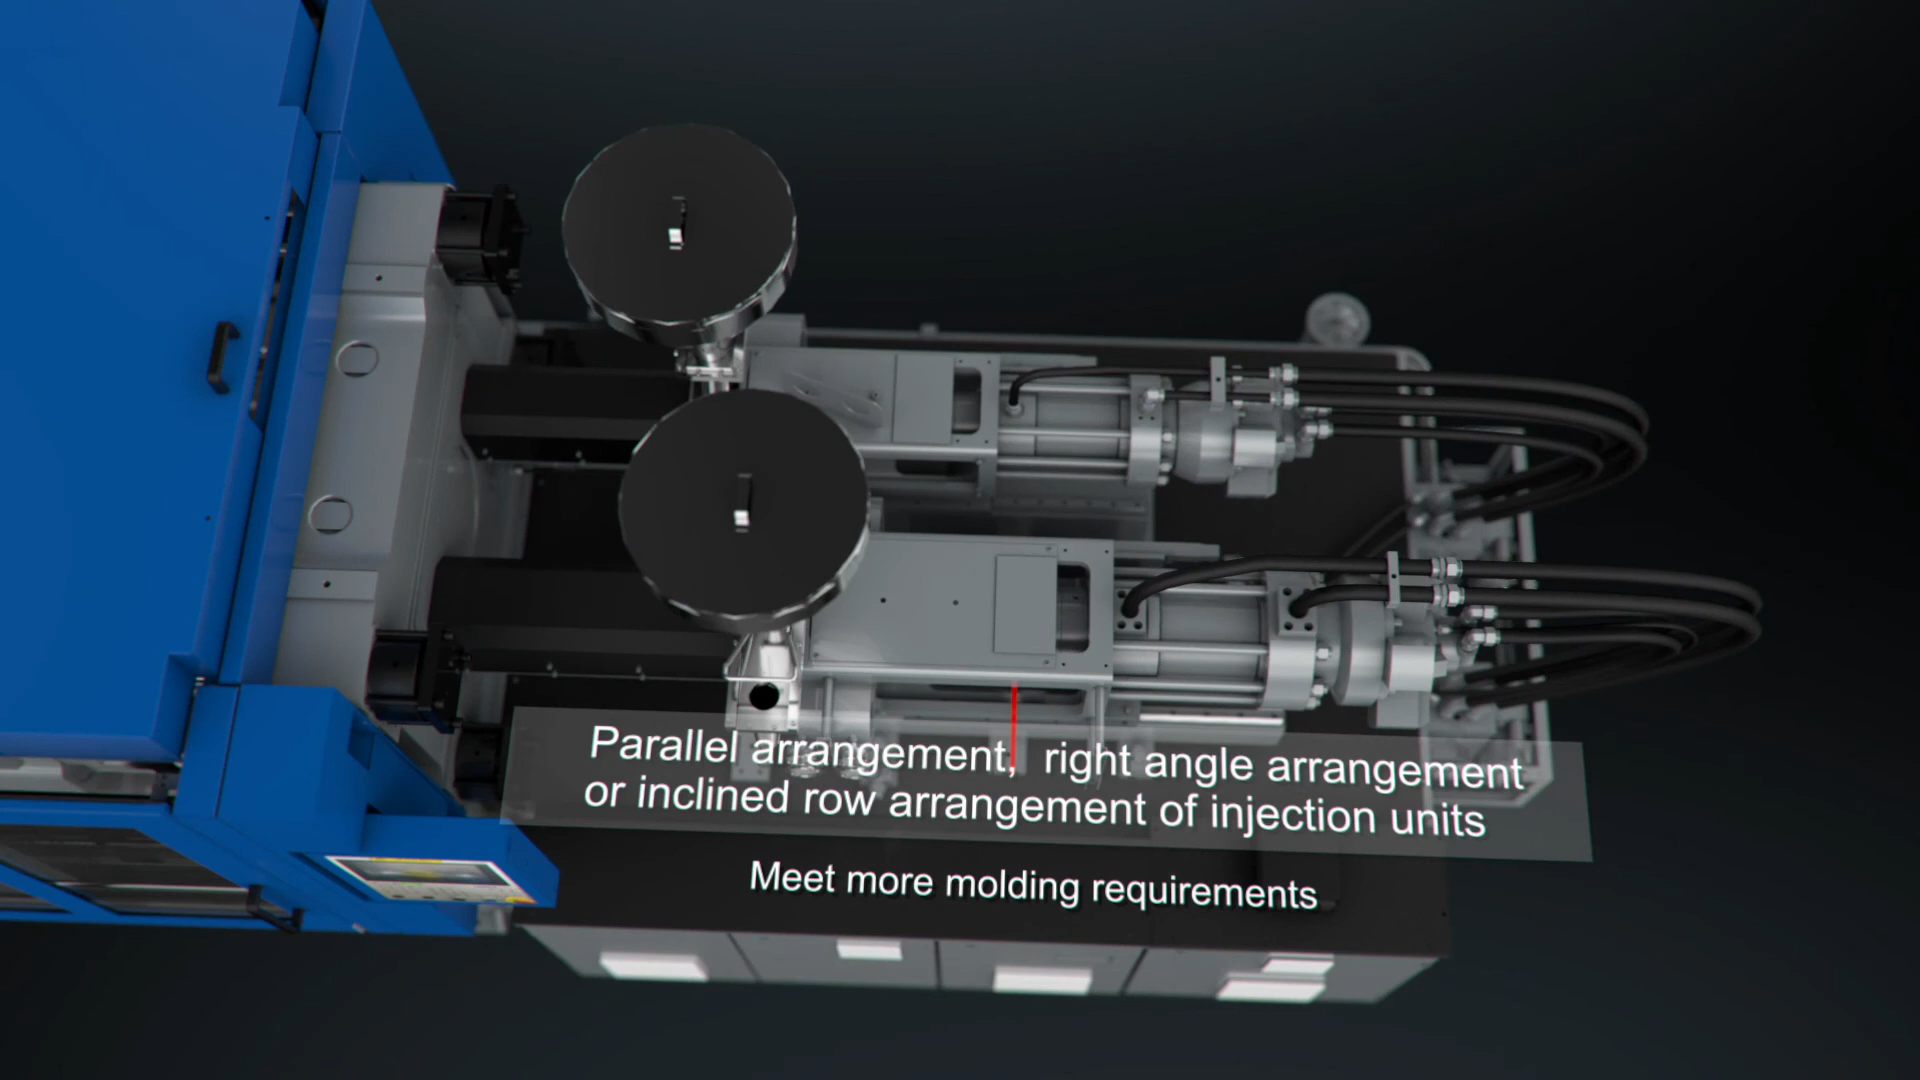 Parallel arrangement, right angle arrangement
or inclined row arrangement of injection units
Meet more molding requirements